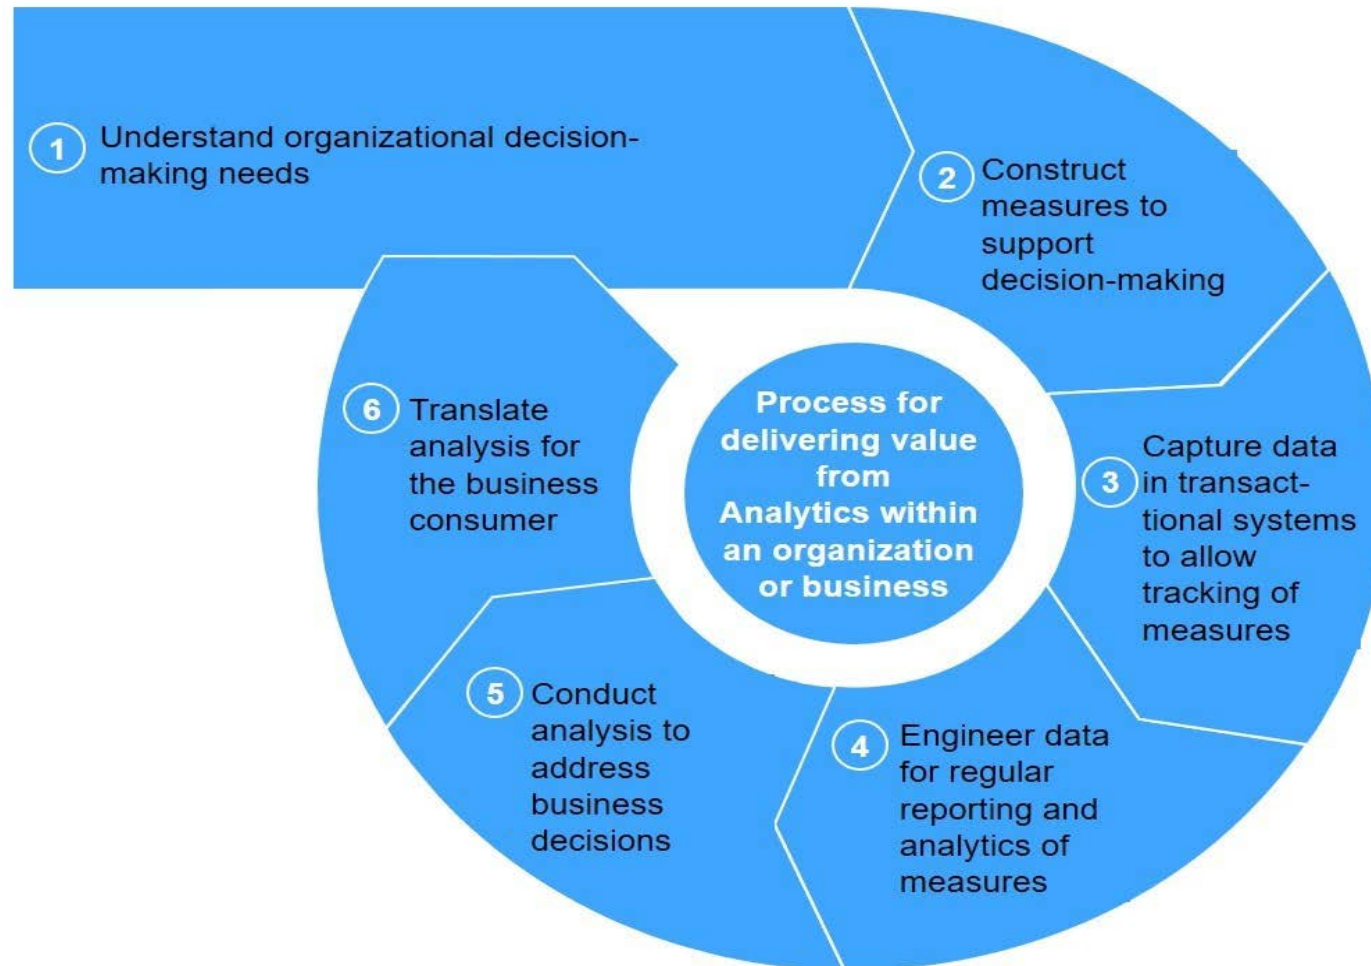 1
Understand organizational decision-
making needs
2
Construct
measures to
support
decision-making
3
Capture data
in transact-
tional systems
to allow
tracking of
measures
4
Engineer data
for regular
reporting and
analytics of
measures
5
Conduct
analysis to
address
business
decisions
6
Translate
analysis for
the business
consumer
Process for
delivering value
from
Analytics within
an organization
or business